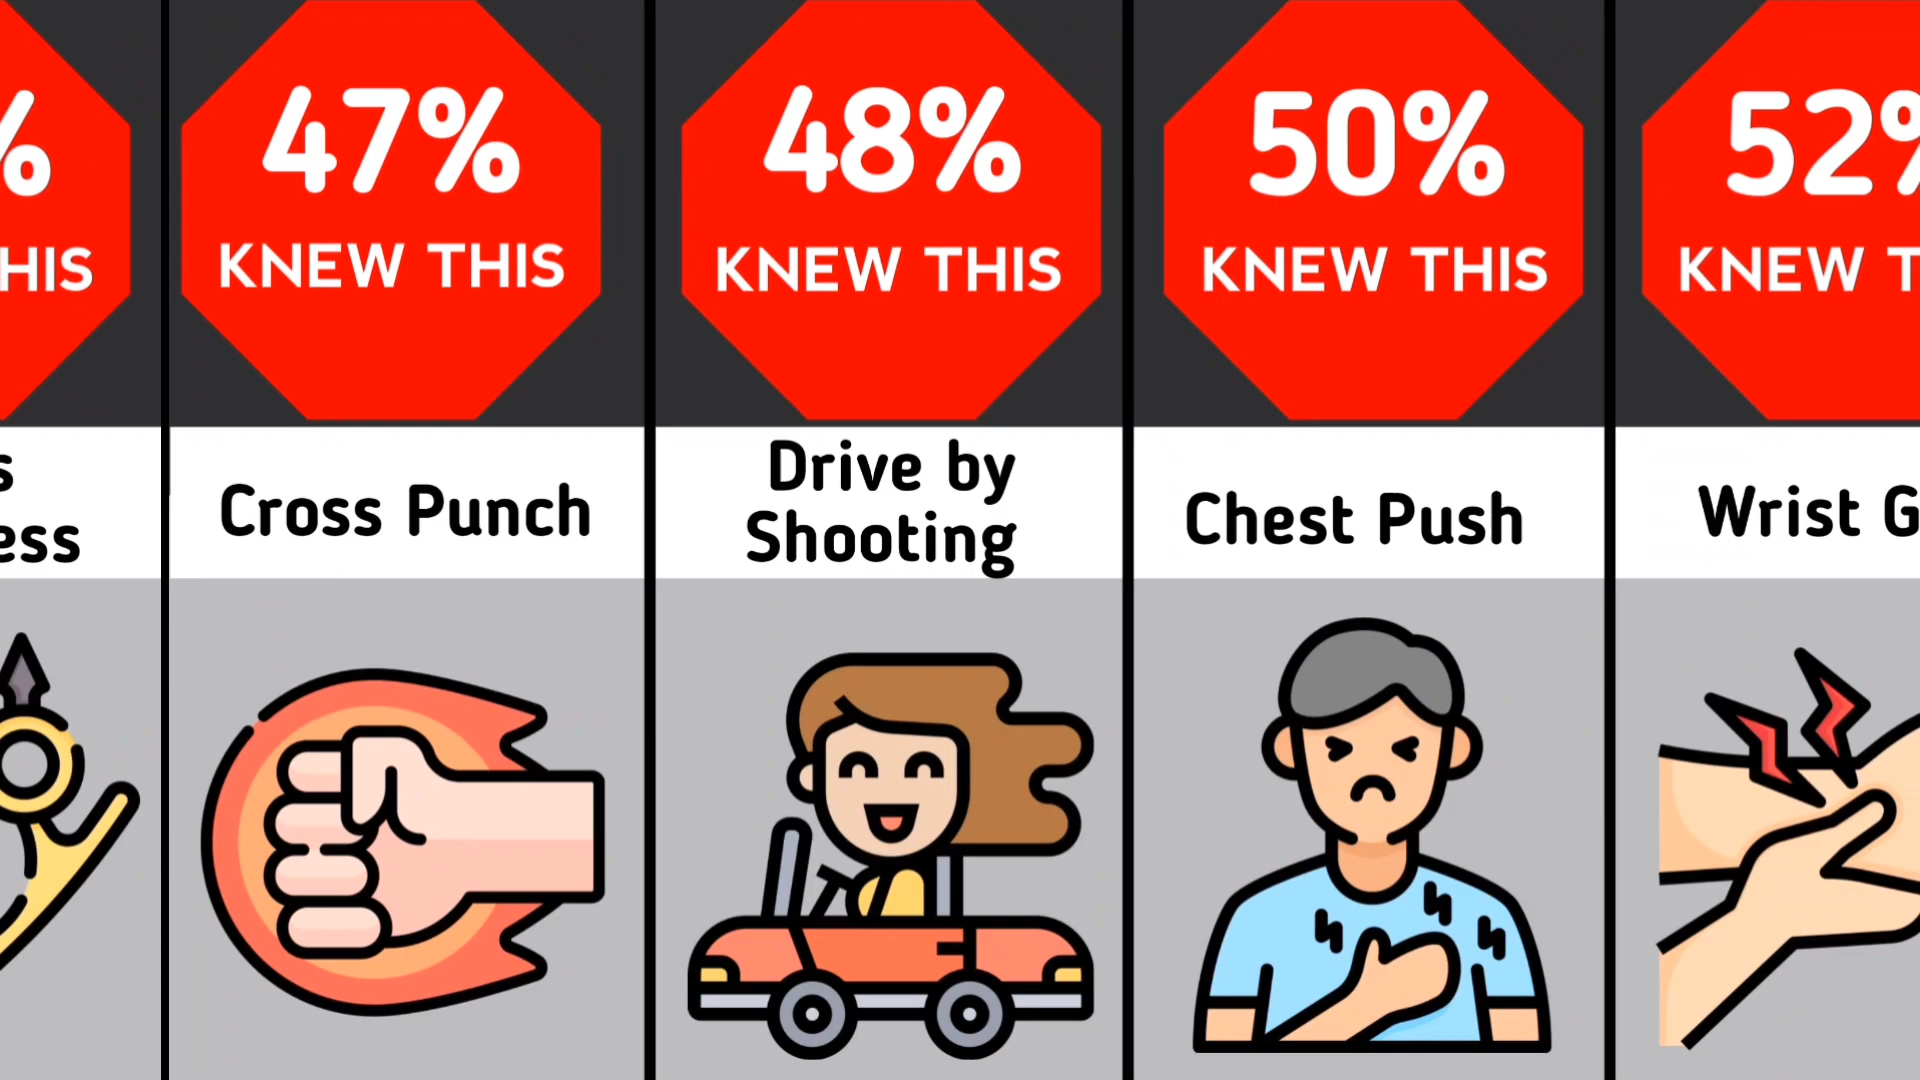 %
HIS
s
ess
47%
KNEW THIS
Cross Punch
48%
KNEW THIS
Drive by
Shooting
50%
KNEW THIS
Chest Push
52%
KNEW T
Wrist G